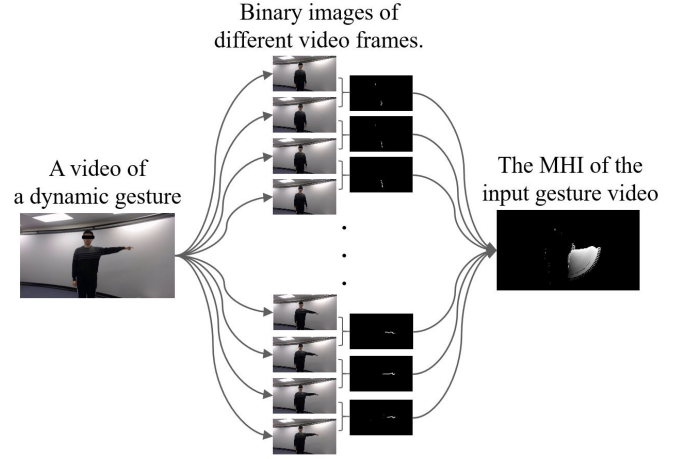 Binary images of
different video frames.
A video of
a dynamic gesture
The MHI of the
input gesture video